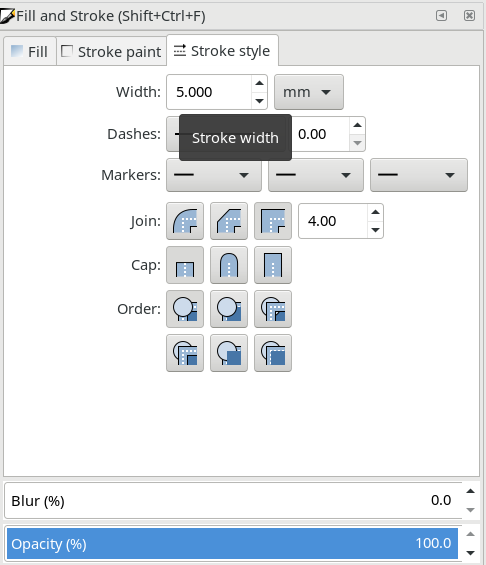 Fill and Stroke (Shift+Ctrl+F)
Fill Stroke paint Stroke style
Width: 5.000 mm
Dashes: 0.00
Stroke width
Markers:
Join: 4.00
Cap:
Order:
Blur (%) 0.0
Opacity (%) 100.0